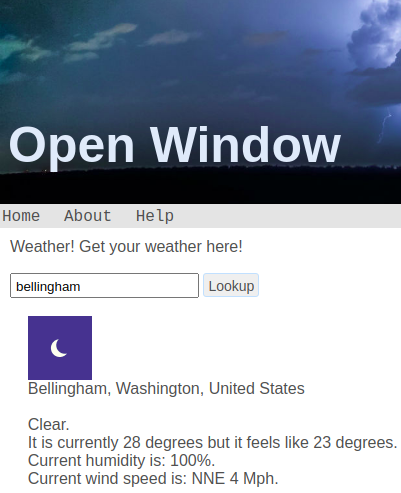 Open Window
Home About Help
Weather! Get your weather here!
bellingham Lookup
Bellingham, Washington, United States
Clear.
It is currently 28 degrees but it feels like 23 degrees.
Current humidity is: 100%.
Current wind speed is: NNE 4 Mph.